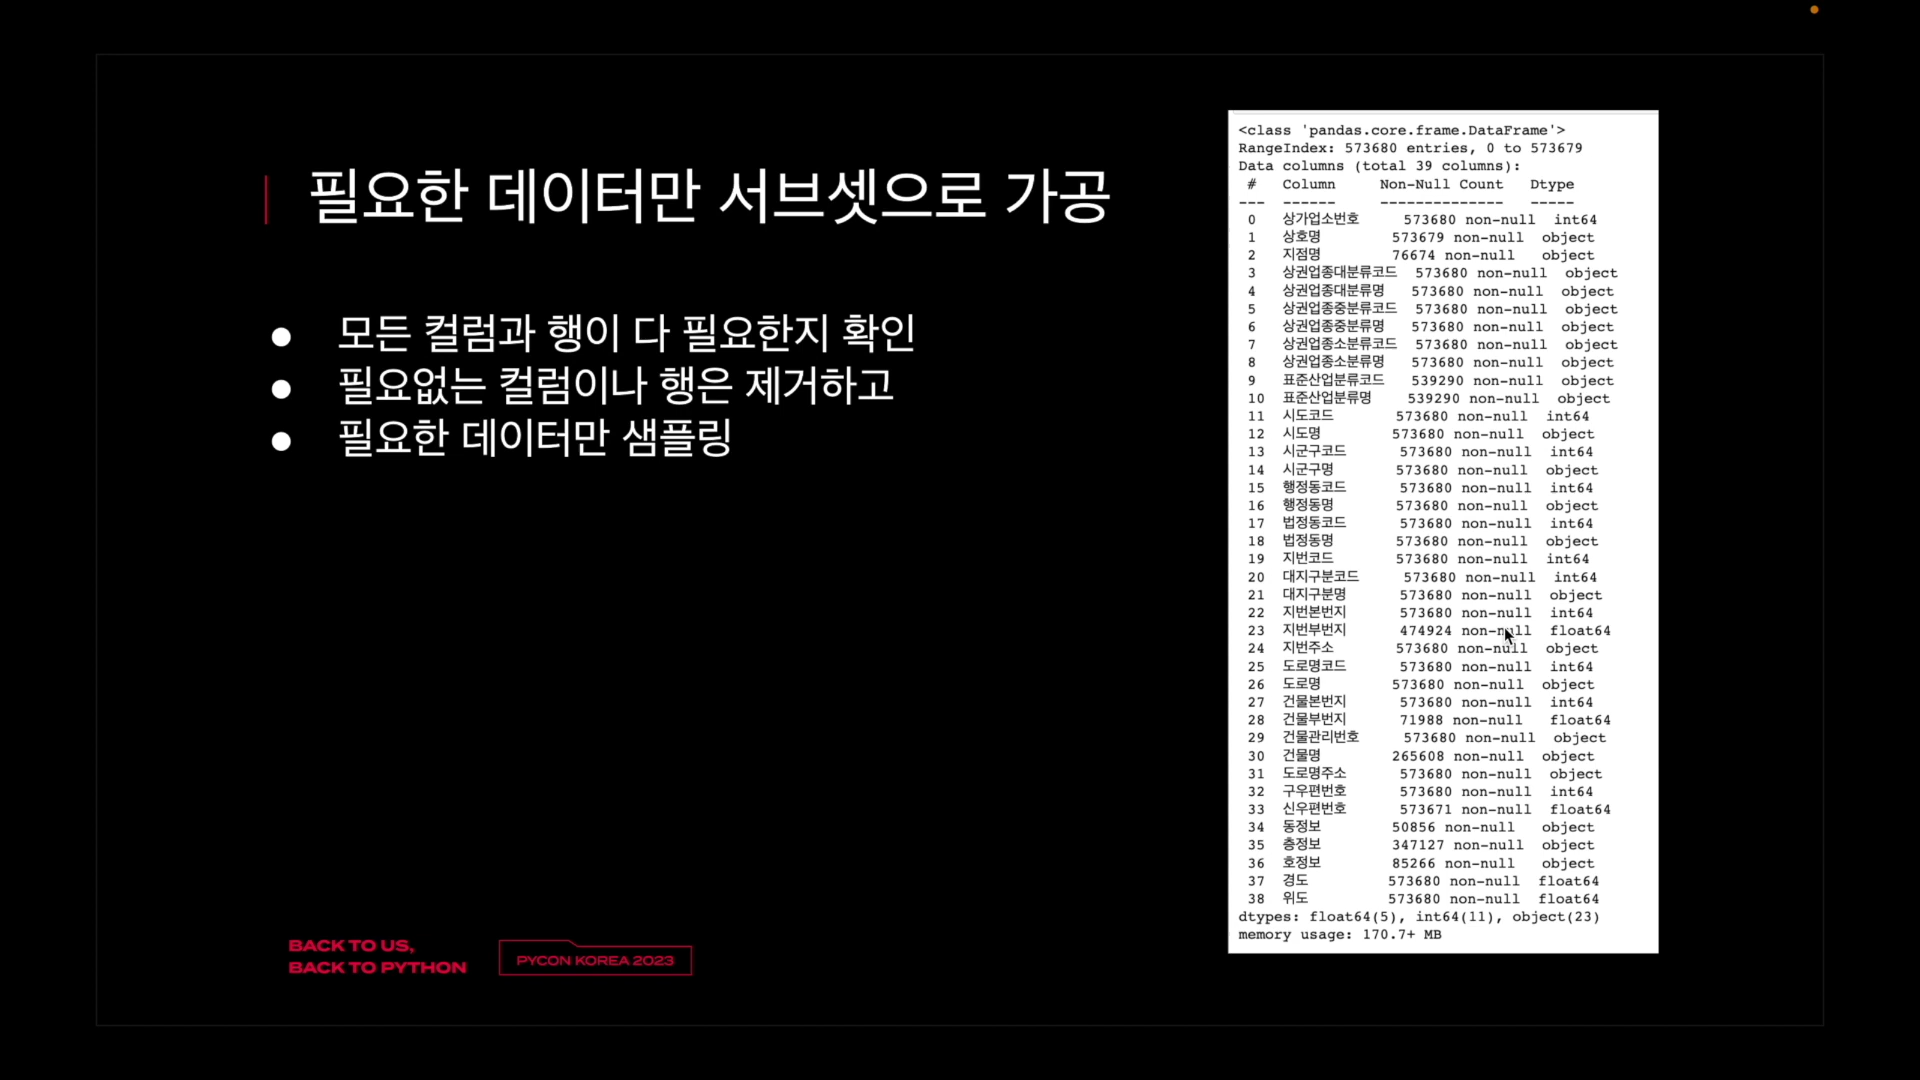 필요한 데이터만 서브셋으로 가공
● 모든 컬럼과 행이 다 필요한지 확인
● 필요없는 컬럼이나 행은 제거하고
● 필요한 데이터만 샘플링
<class 'pandas.core.frame.DataFrame'>
RangeIndex: 573680 entries, 0 to 573679
Data columns (total 39 columns):
# Column Non-Null Count Dtype
--- ------ -------------- -----
0 상가업소번호 573680 non-null int64
1 상호명 573679 non-null object
2 지점명 76674 non-null object
3 상권업종대분류코드 573680 non-null object
4 상권업종대분류명 573680 non-null object
5 상권업종중분류코드 573680 non-null object
6 상권업종중분류명 573680 non-null object
7 상권업종소분류코드 573680 non-null object
8 상권업종소분류명 573680 non-null object
9 표준산업분류코드 539290 non-null object
10 표준산업분류명 539290 non-null object
11 시도코드 573680 non-null int64
12 시도명 573680 non-null object
13 시군구코드 573680 non-null int64
14 시군구명 573680 non-null object
15 행정동코드 573680 non-null int64
16 행정동명 573680 non-null object
17 법정동코드 573680 non-null int64
18 법정동명 573680 non-null object
19 지번코드 573680 non-null int64
20 대지구분코드 573680 non-null int64
21 대지구분명 573680 non-null object
22 지번본번지 573680 non-null int64
23 지번부번지 474924 non-null float64
24 지번주소 573680 non-null object
25 도로명코드 573680 non-null int64
26 도로명 573680 non-null object
27 건물본번지 573680 non-null int64
28 건물부번지 71988 non-null float64
29 건물관리번호 573680 non-null object
30 건물명 265608 non-null object
31 도로명주소 573680 non-null object
32 구우편번호 573680 non-null int64
33 신우편번호 573671 non-null float64
34 동정보 50856 non-null object
35 층정보 347127 non-null object
36 호정보 85266 non-null object
37 경도 573680 non-null float64
38 위도 573680 non-null float64
dtypes: float64(5), int64(11), object(23)
memory usage: 170.7+ MB
BACK TO US,
BACK TO PYTHON
PYCON KOREA 2023